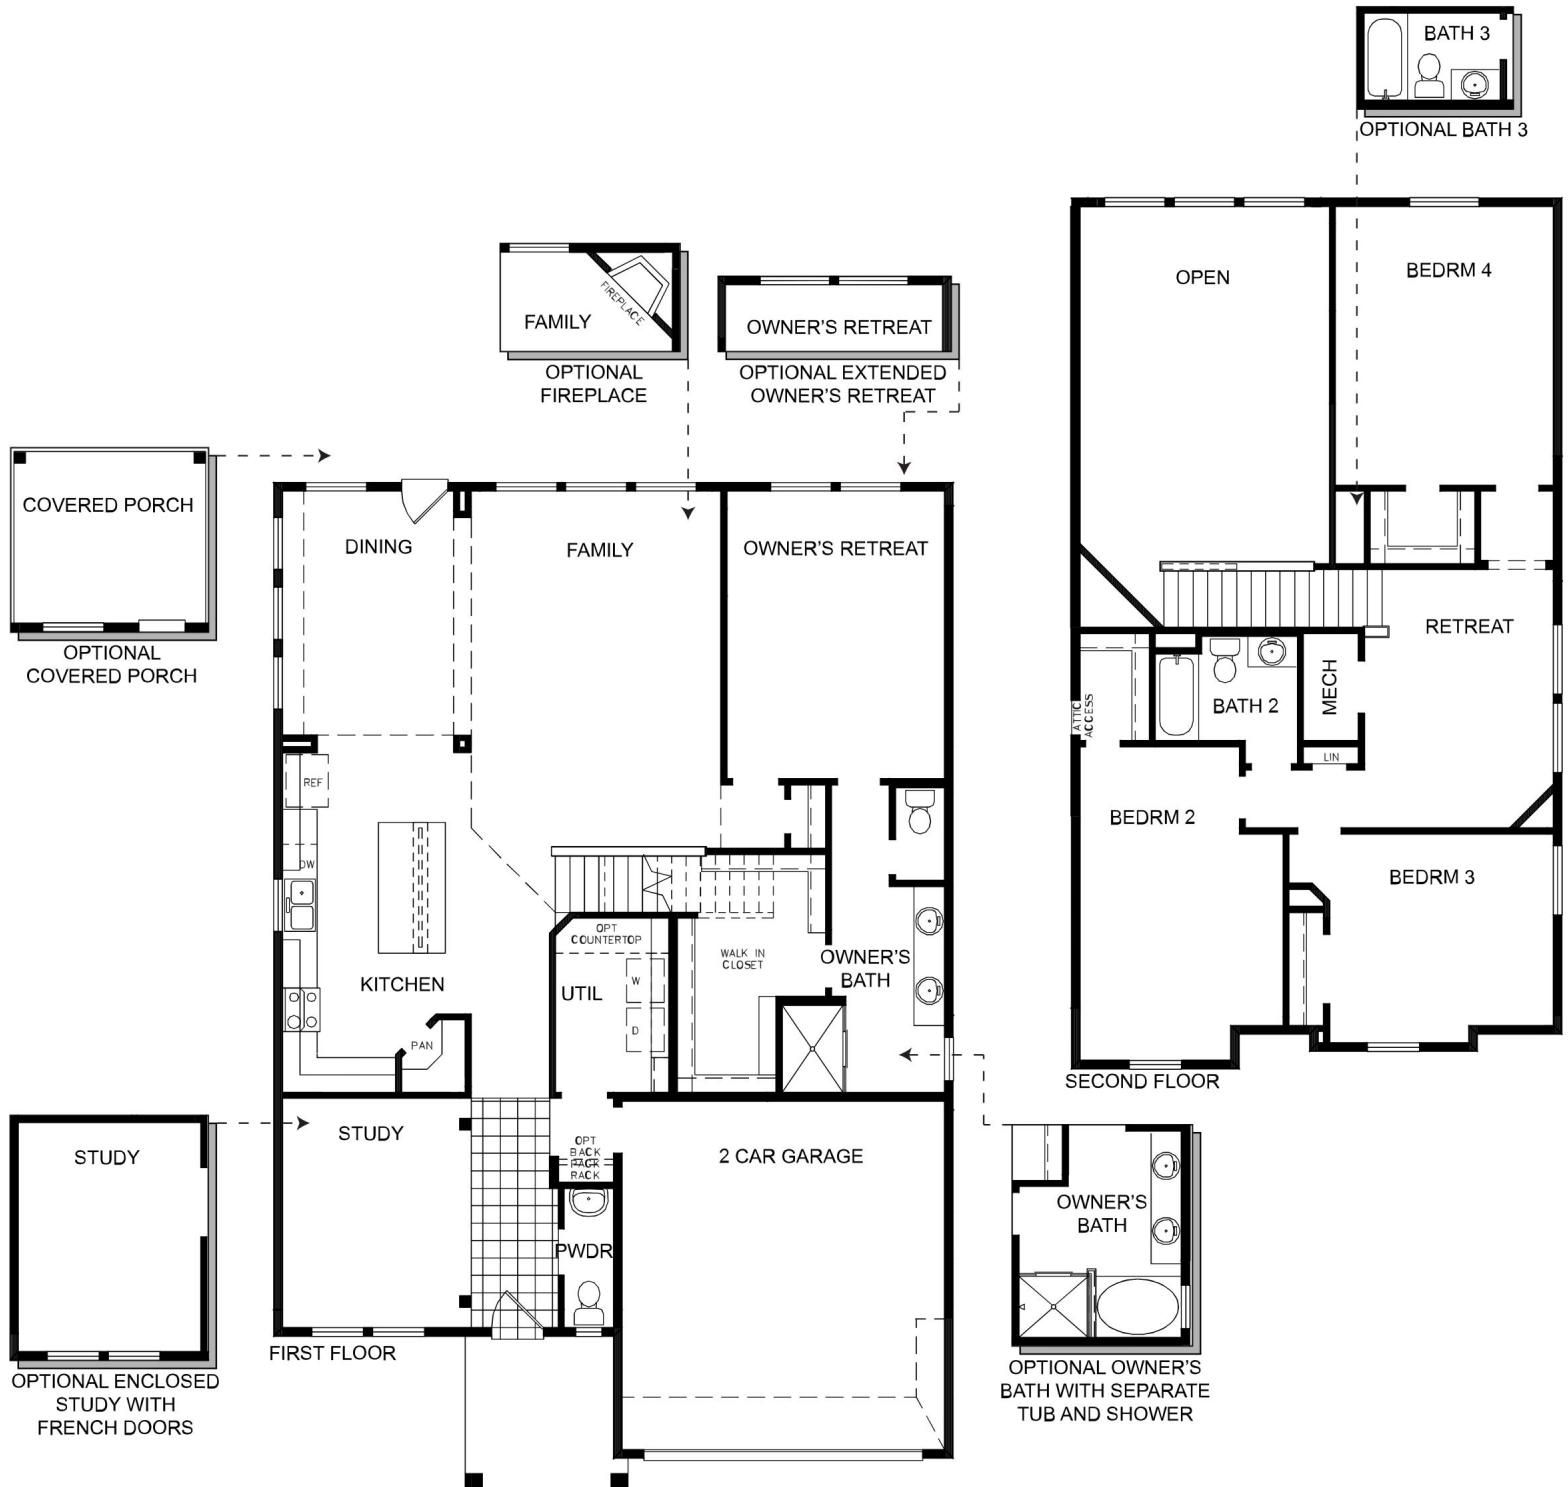 BATH 3
OPTIONAL BATH 3
OPEN
BEDRM 4
RETREAT
MECH
BATH 2
ATTIC
ACCESS
LIN
BEDRM 2
BEDRM 3
SECOND FLOOR
FAMILY
FIREPLACE
OPTIONAL
FIREPLACE
OWNER'S RETREAT
OPTIONAL EXTENDED
OWNER'S RETREAT
COVERED PORCH
OPTIONAL
COVERED PORCH
DINING
FAMILY
OWNER'S RETREAT
REF
DW
KITCHEN
PAN
OPT
COUNTERTOP
UTIL
W
D
WALK IN
CLOSET
OWNER'S
BATH
STUDY
OPT
BACK
PACK
RACK
PWDR
2 CAR GARAGE
FIRST FLOOR
STUDY
OPTIONAL ENCLOSED
STUDY WITH
FRENCH DOORS
OWNER'S
BATH
OPTIONAL OWNER'S
BATH WITH SEPARATE
TUB AND SHOWER